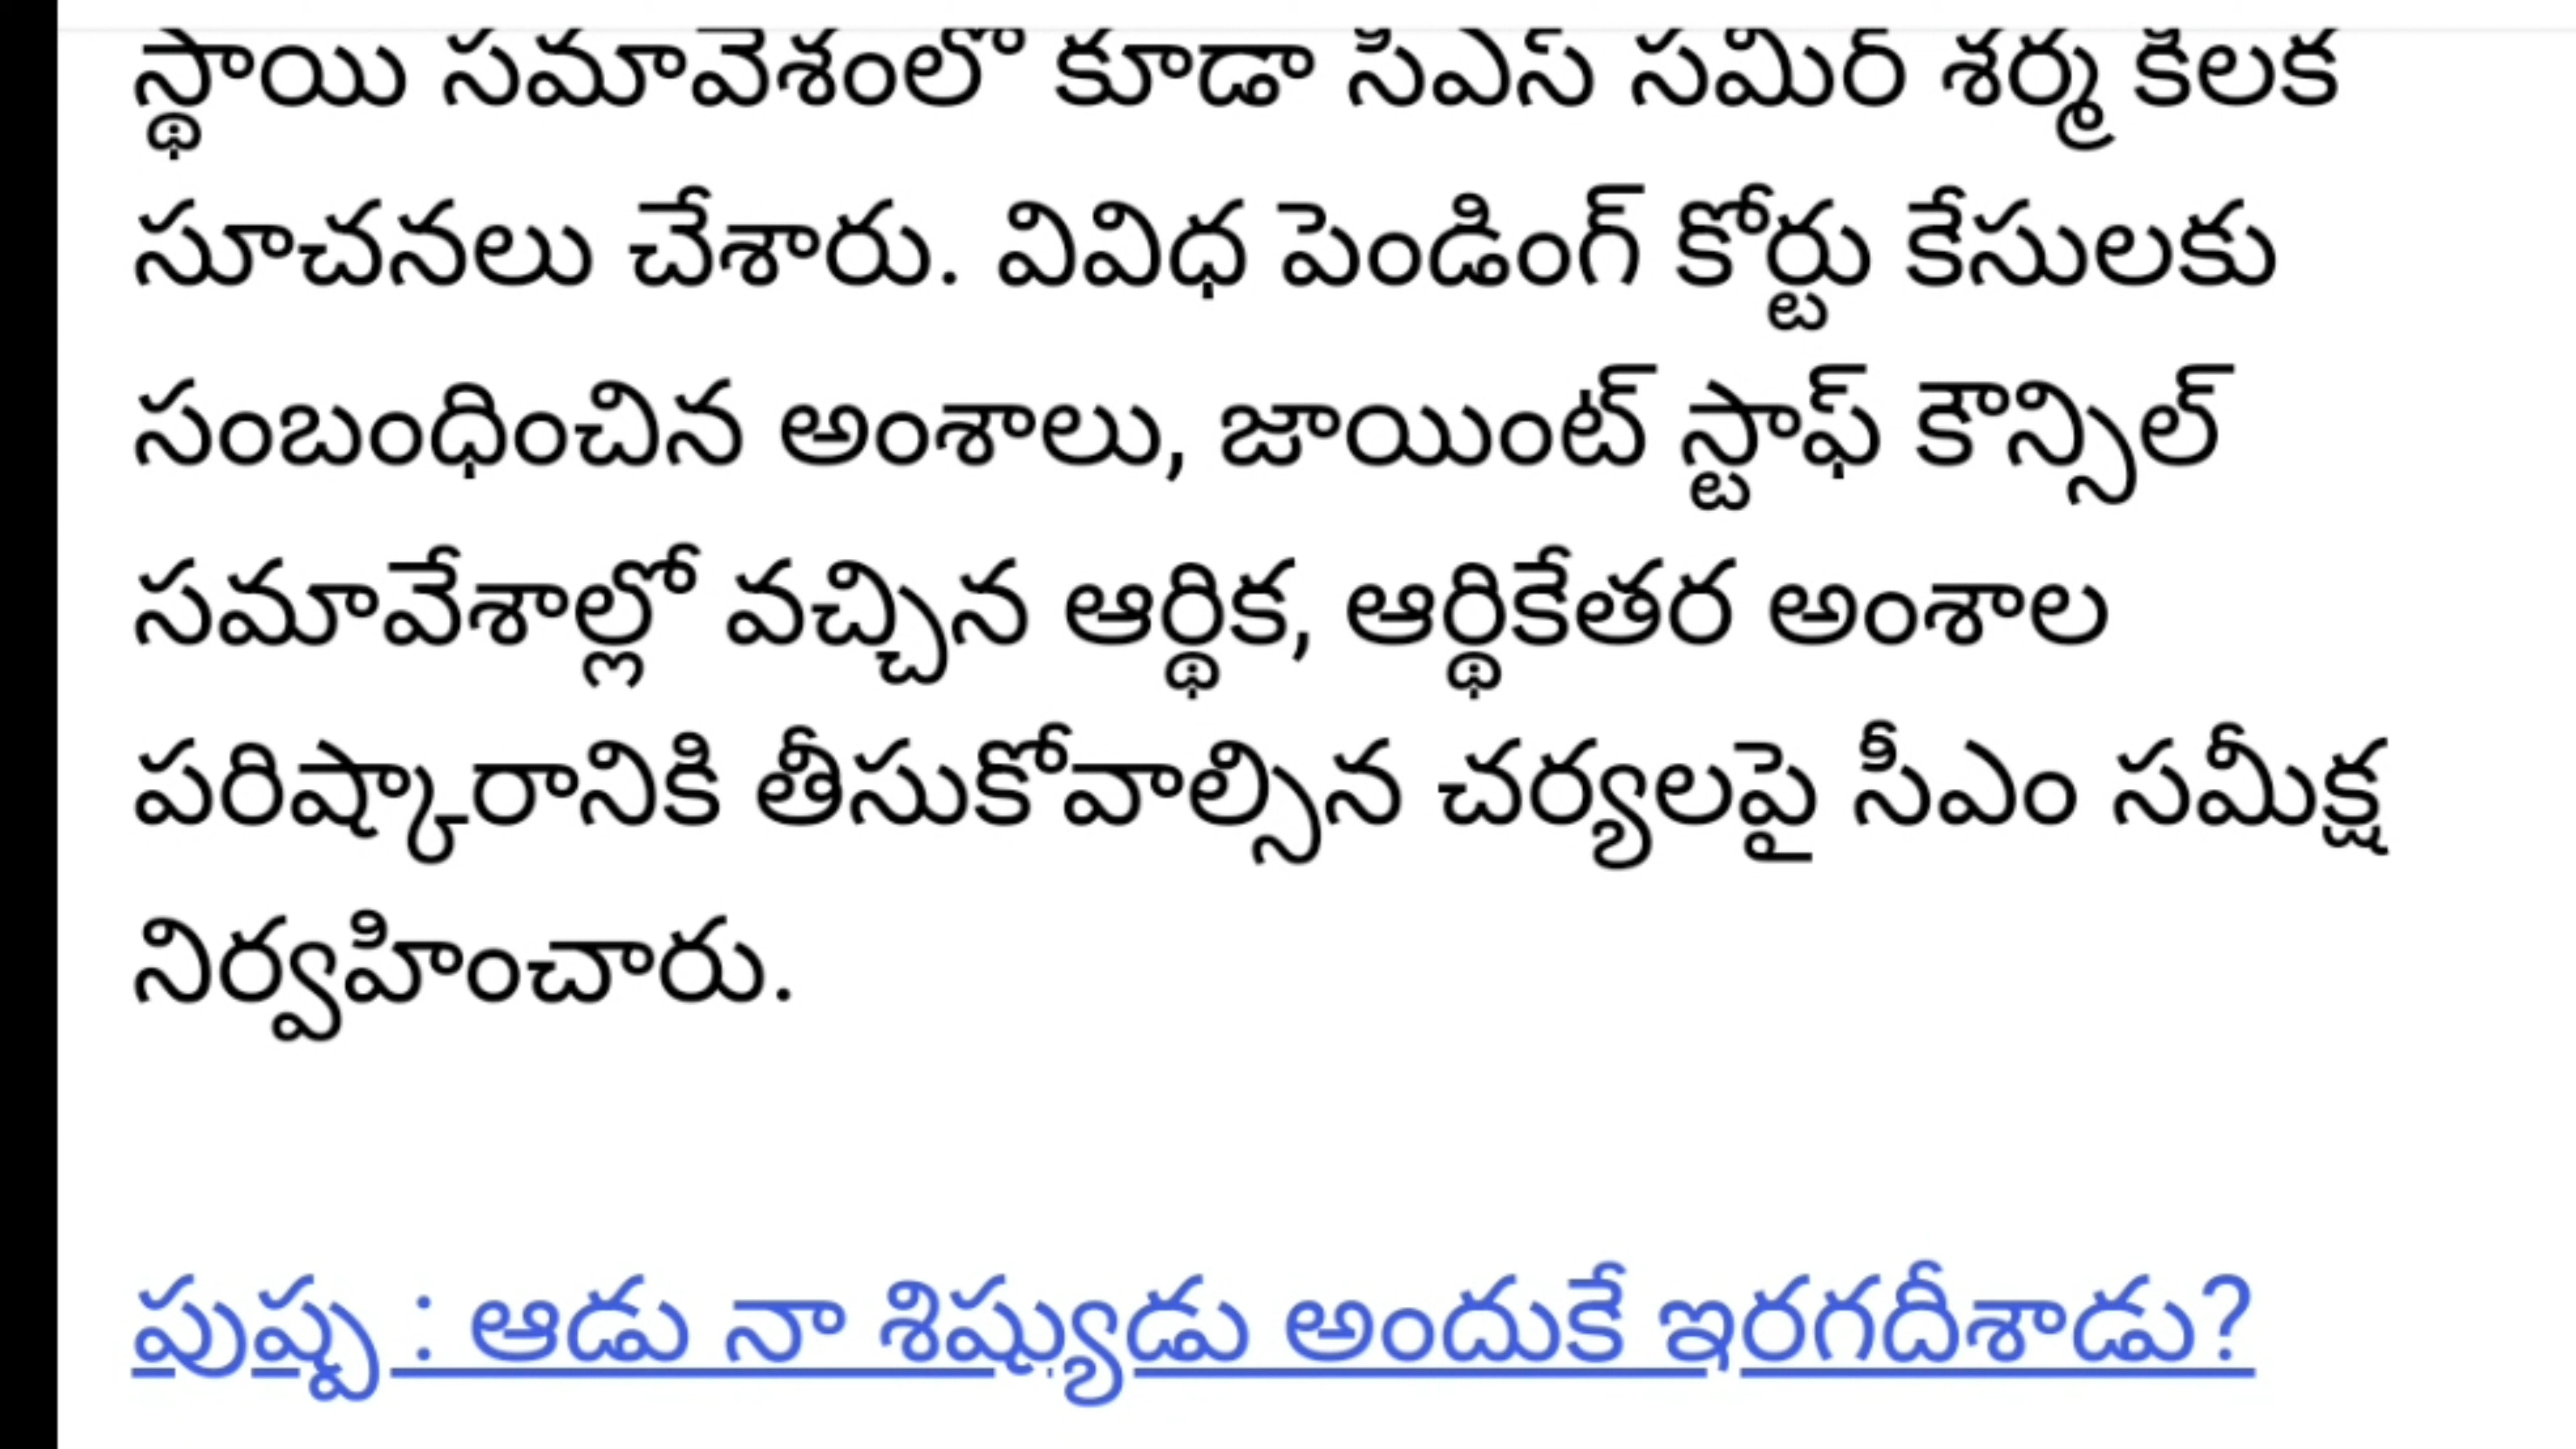 స్థాయి సమావేశంలో కూడా సీఎస్ సమీర్ శర్మ కీలక
సూచనలు చేశారు. వివిధ పెండింగ్ కోర్టు కేసులకు
సంబంధించిన అంశాలు, జాయింట్ స్టాఫ్ కౌన్సిల్
సమావేశాల్లో వచ్చిన ఆర్థిక, ఆర్థికేతర అంశాల
పరిష్కారానికి తీసుకోవాల్సిన చర్యలపై సీఎం సమీక్ష
నిర్వహించారు.
పుష్ప : ఆడు నా శిష్యుడు అందుకే ఇరగదీశాడు?